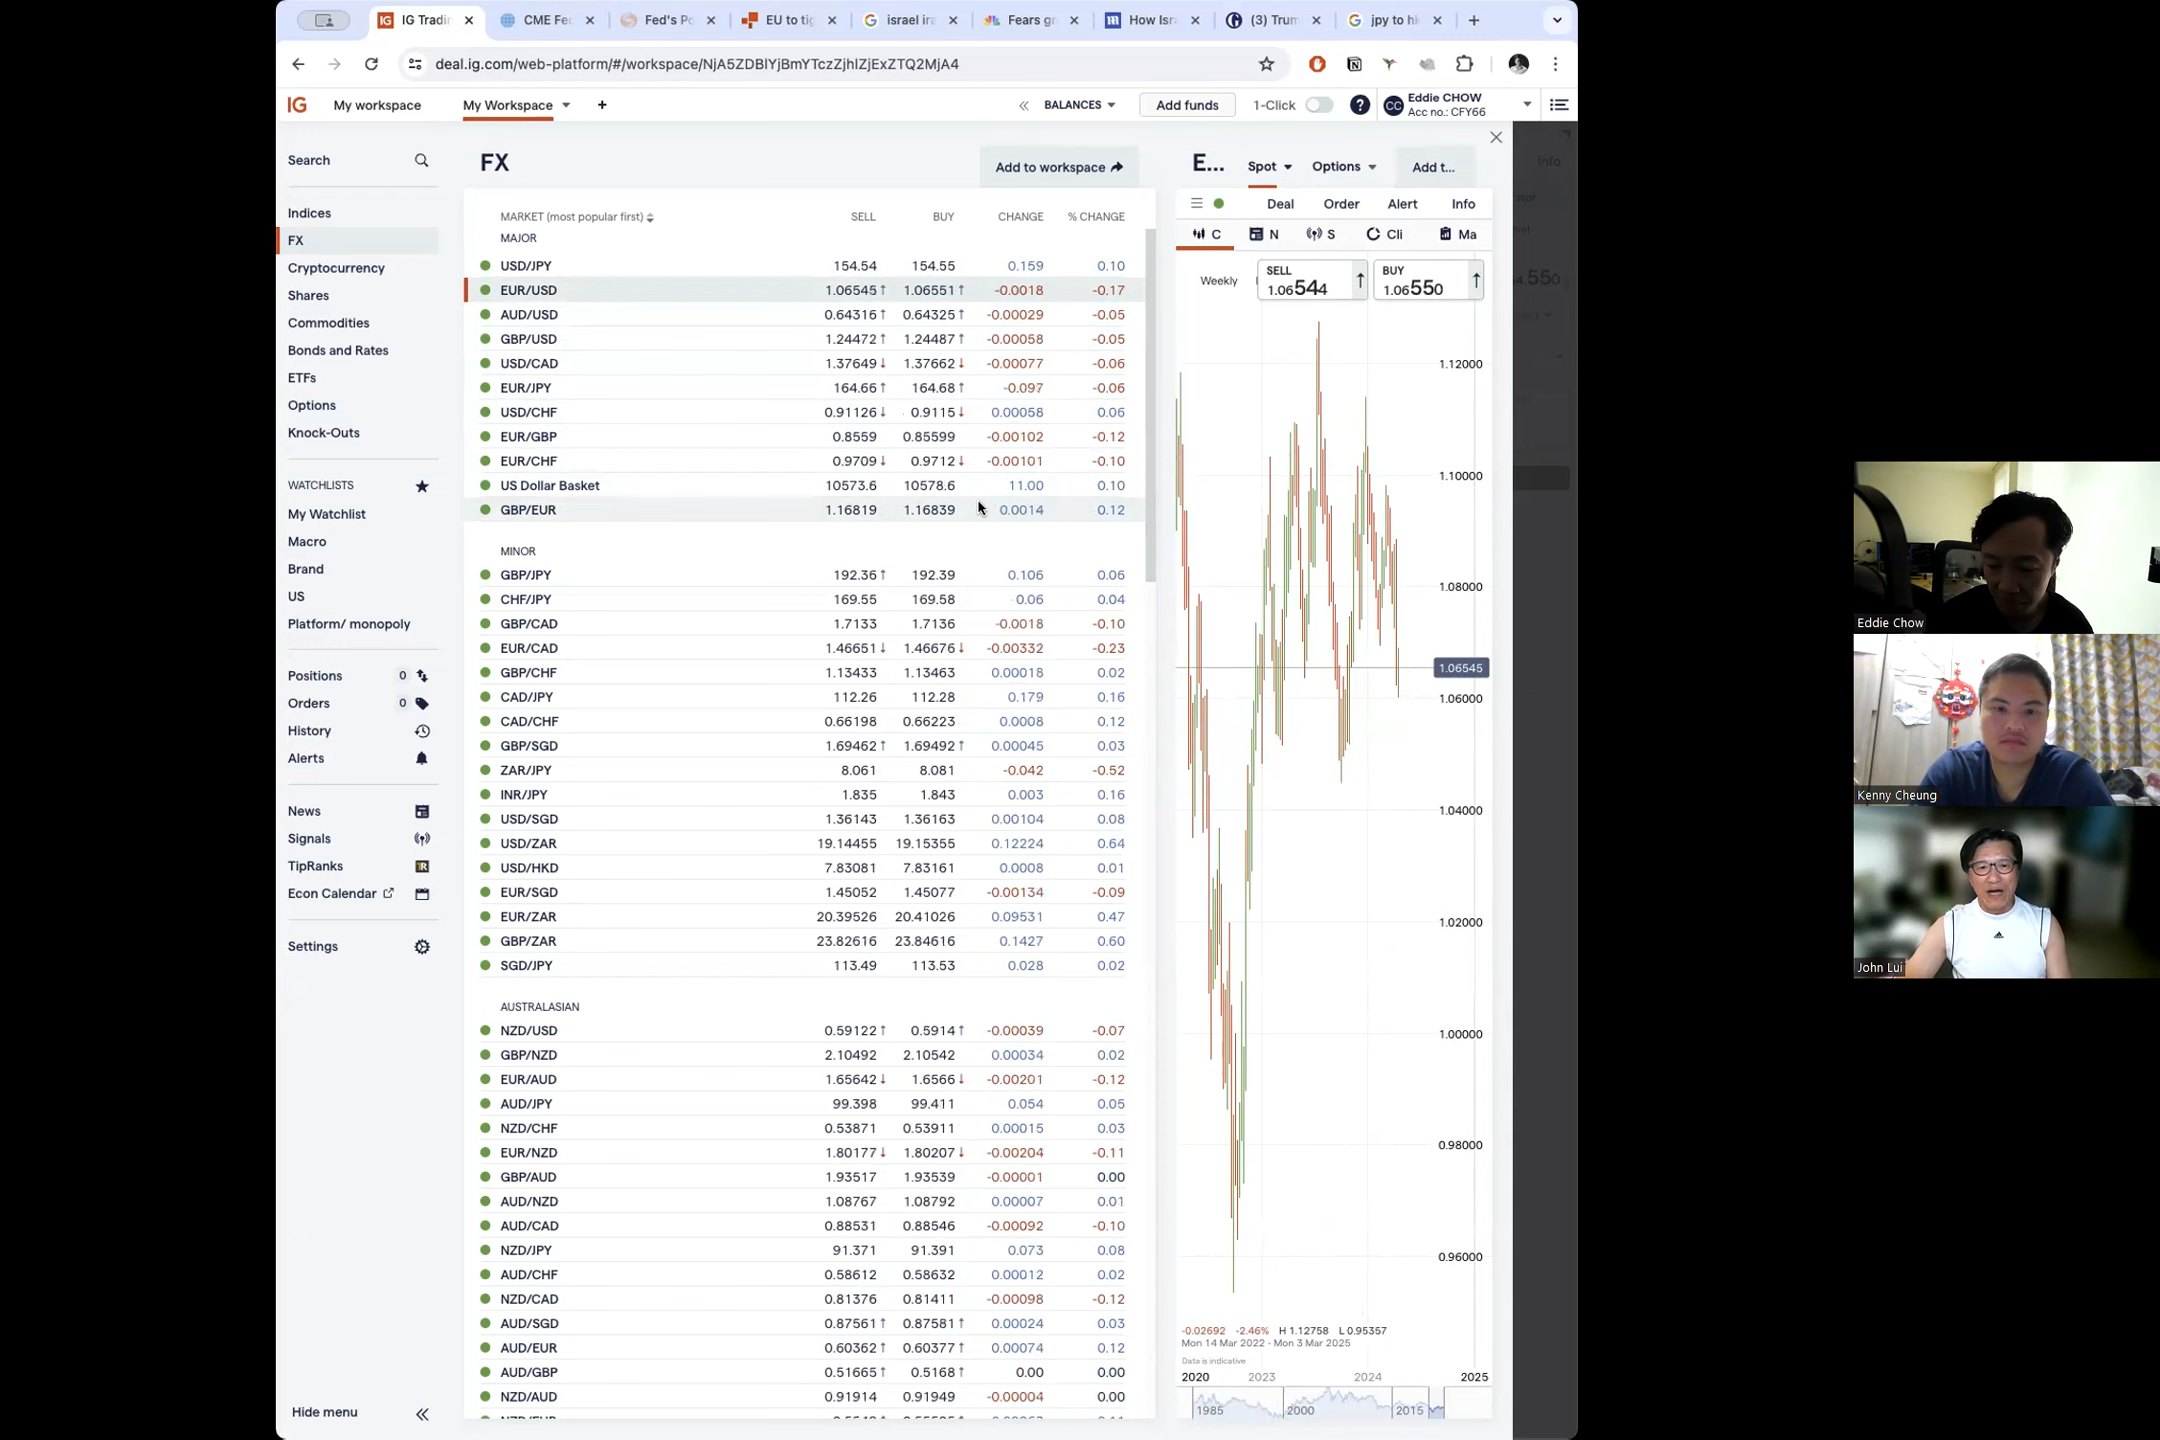 IG Tradin
CME Fed
Fed's Po
EU to tig
israel ira
Fears gr
How Isra
(3) Trum
jpy to hk
deal.ig.com/web-platform/#/workspace/NjA5ZDBlYjBmYTczZjhlZjExZTQ2MjA4
IG My workspace My Workspace + BALANCES Add funds 1-Click ? CC Eddie CHOW
Acc no.: CFY66
Search
Indices
FX
Cryptocurrency
Shares
Commodities
Bonds and Rates
ETFs
Options
Knock-Outs
WATCHLISTS
My Watchlist
Macro
Brand
US
Platform/ monopoly
Positions 0
Orders 0
History
Alerts
News
Signals
TipRanks
Econ Calendar
Settings
Hide menu
FX Add to workspace
MARKET (most popular first) SELL BUY CHANGE % CHANGE
MAJOR
USD/JPY 154.54 154.55 0.159 0.10
EUR/USD 1.06545↑ 1.06551↑ -0.0018 -0.17
AUD/USD 0.64316↑ 0.64325↑ -0.00029 -0.05
GBP/USD 1.24472↑ 1.24487↑ -0.00058 -0.05
USD/CAD 1.37649↓ 1.37662↓ -0.00077 -0.06
EUR/JPY 164.66↑ 164.68↑ -0.097 -0.06
USD/CHF 0.91126↓ 0.9115↓ 0.00058 0.06
EUR/GBP 0.8559 0.85599 -0.00102 -0.12
EUR/CHF 0.9709↓ 0.9712↓ -0.00101 -0.10
US Dollar Basket 10573.6 10578.6 11.00 0.10
GBP/EUR 1.16819 1.16839 0.0014 0.12
MINOR
GBP/JPY 192.36↑ 192.39 0.106 0.06
CHF/JPY 169.55 169.58 0.06 0.04
GBP/CAD 1.7133 1.7136 -0.0018 -0.10
EUR/CAD 1.46651↓ 1.46676↓ -0.00332 -0.23
GBP/CHF 1.13433 1.13463 0.00018 0.02
CAD/JPY 112.26 112.28 0.179 0.16
CAD/CHF 0.66198 0.66223 0.0008 0.12
GBP/SGD 1.69462↑ 1.69492↑ 0.00045 0.03
ZAR/JPY 8.061 8.081 -0.042 -0.52
INR/JPY 1.835 1.843 0.003 0.16
USD/SGD 1.36143 1.36163 0.00104 0.08
USD/ZAR 19.14455 19.15355 0.12224 0.64
USD/HKD 7.83081 7.83161 0.0008 0.01
EUR/SGD 1.45052 1.45077 -0.00134 -0.09
EUR/ZAR 20.39526 20.41026 0.09531 0.47
GBP/ZAR 23.82616 23.84616 0.1427 0.60
SGD/JPY 113.49 113.53 0.028 0.02
AUSTRALASIAN
NZD/USD 0.59122↑ 0.5914↑ -0.00039 -0.07
GBP/NZD 2.10492 2.10542 0.00034 0.02
EUR/AUD 1.65642↓ 1.6566↓ -0.00201 -0.12
AUD/JPY 99.398 99.411 0.054 0.05
NZD/CHF 0.53871 0.53911 0.00015 0.03
EUR/NZD 1.80177↓ 1.80207↓ -0.00204 -0.11
GBP/AUD 1.93517 1.93539 -0.00001 0.00
AUD/NZD 1.08767 1.08792 0.00007 0.01
AUD/CAD 0.88531 0.88546 -0.00092 -0.10
NZD/JPY 91.371 91.391 0.073 0.08
AUD/CHF 0.58612 0.58632 0.00012 0.02
NZD/CAD 0.81376 0.81411 -0.00098 -0.12
AUD/SGD 0.87561↑ 0.87581↑ 0.00024 0.03
AUD/EUR 0.60362↑ 0.60377↑ 0.00074 0.12
AUD/GBP 0.51665↑ 0.5168↑ 0.00 0.00
NZD/AUD 0.91914 0.91949 -0.00004 0.00
E... Spot Options Add t...
Deal Order Alert Info
C N S Cli Ma
Weekly
SELL
1.06544
BUY
1.06550
1.12000
1.10000
1.08000
1.06545
1.06000
1.04000
1.02000
1.00000
0.98000
0.96000
-0.02692 -2.46% H 1.12758 L 0.95357
Mon 14 Mar 2022 - Mon 3 Mar 2025
Data is indicative
2020 2023 2024 2025
1985 2000 2015
Eddie Chow
Kenny Cheung
John Lui